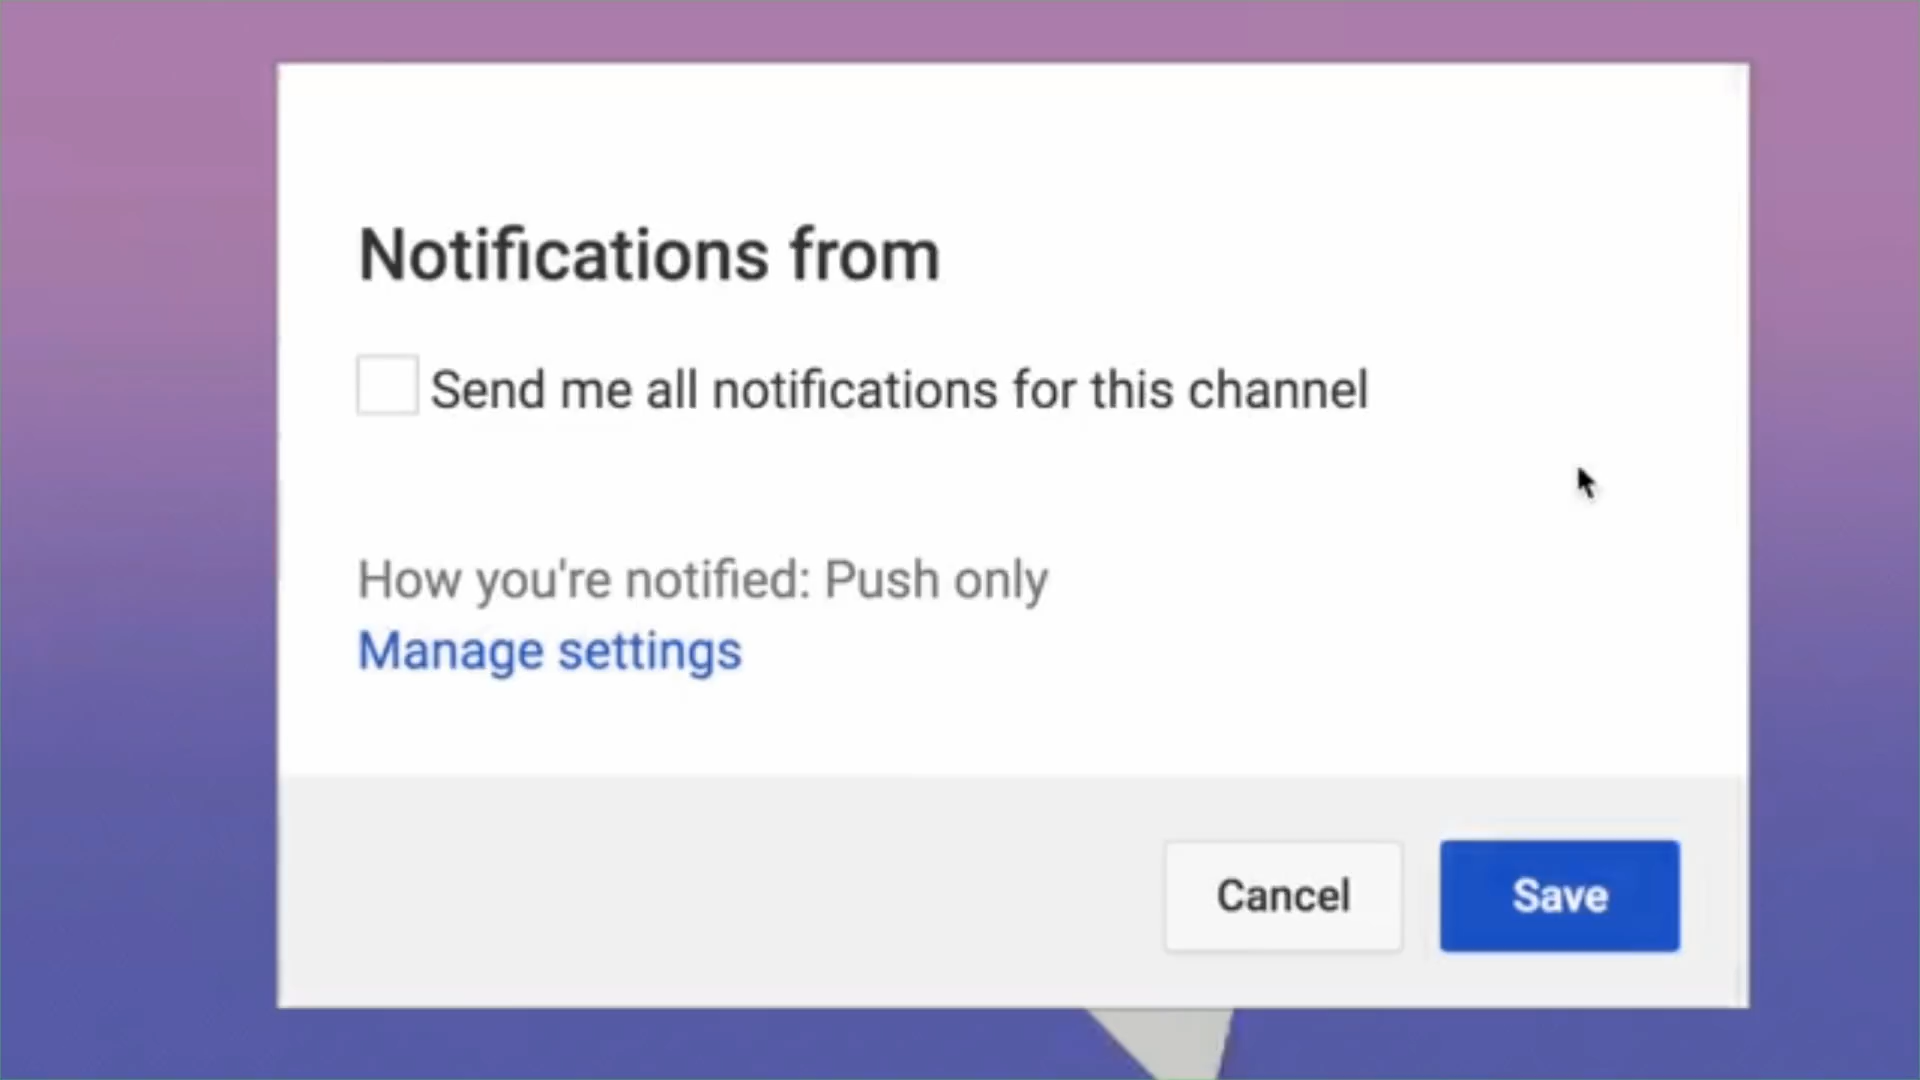 Notifications from
Send me all notifications for this channel
How you're notified: Push only
Manage settings
Cancel
Save